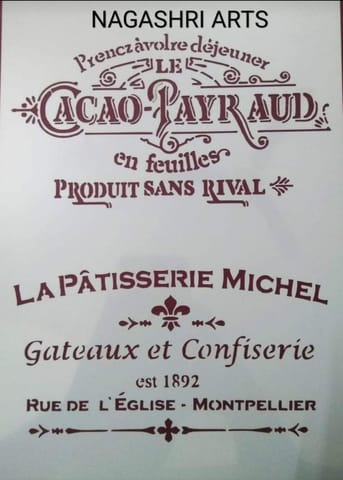 NAGASHRI ARTS
Prenez àvolre déjeuner
LE
CACAO-PAYRAUD
en feuilles
PRODUIT SANS RIVAL
LA PÂTISSERIE MICHEL
Gateaux et Confiserie
est 1892
RUE DE L'ÉGLISE - MONTPELLIER